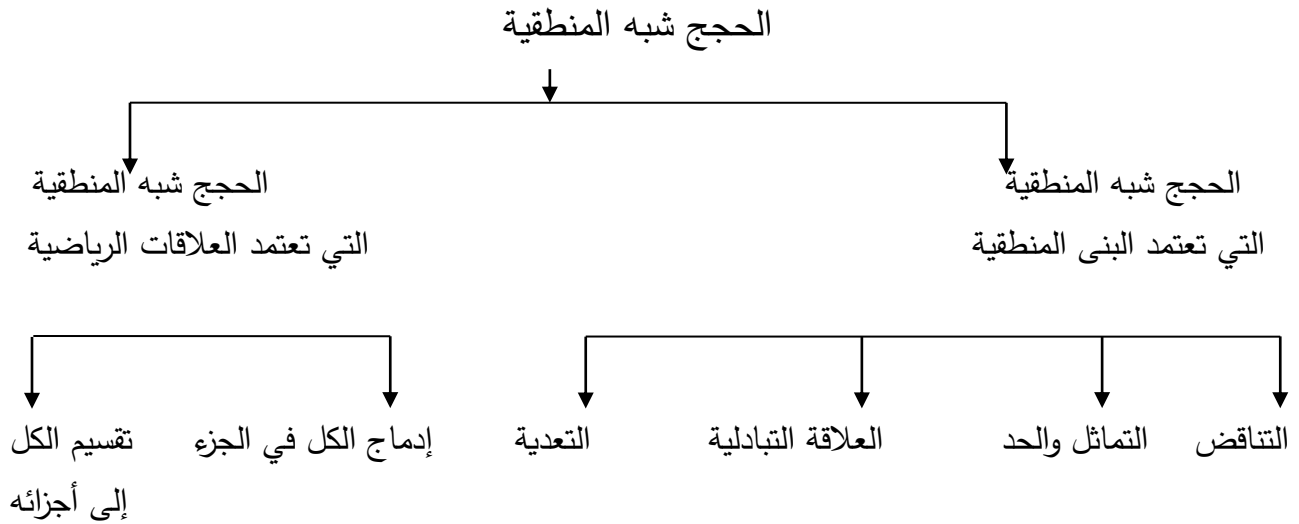 الحجج شبه المنطقية
الحجج شبه المنطقية
التي تعتمد البنى المنطقية
الحجج شبه المنطقية
التي تعتمد العلاقات الرياضية
التناقض
التماثل والحد
العلاقة التبادلية
التعدية
إدماج الكل في الجزء
تقسيم الكل
إلى أجزائه